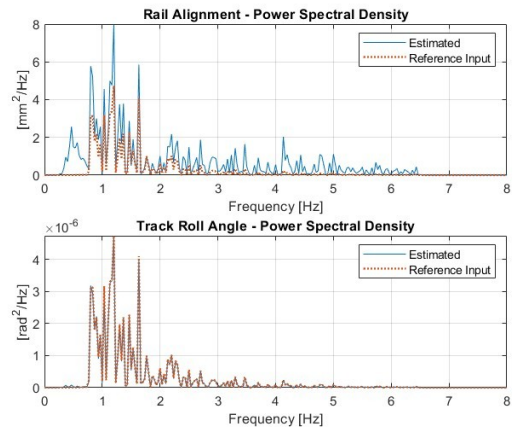 Rail Alignment - Power Spectral Density
8
6
4
2
0
[mm²/Hz]
Estimated
Reference Input
0 1 2 3 4 5 6 7 8
Frequency [Hz]
Track Roll Angle - Power Spectral Density
×10⁻⁶
4
3
2
1
0
[rad²/Hz]
Estimated
Reference Input
0 1 2 3 4 5 6 7 8
Frequency [Hz]